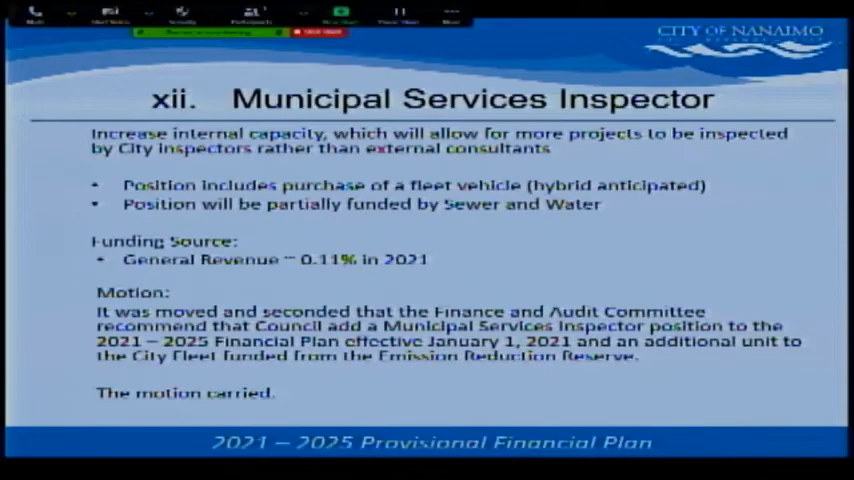 CITY OF NANAIMO
xii. Municipal Services Inspector
Increase internal capacity, which will allow for more projects to be inspected
by City inspectors rather than external consultants
• Position includes purchase of a fleet vehicle (hybrid anticipated)
• Position will be partially funded by Sewer and Water
Funding Source:
• General Revenue – 0.11% in 2021
Motion:
It was moved and seconded that the Finance and Audit Committee
recommend that Council add a Municipal Services Inspector position to the
2021 – 2025 Financial Plan effective January 1, 2021 and an additional unit to
the City Fleet funded from the Emission Reduction Reserve.
The motion carried.
2021 – 2025 Provisional Financial Plan